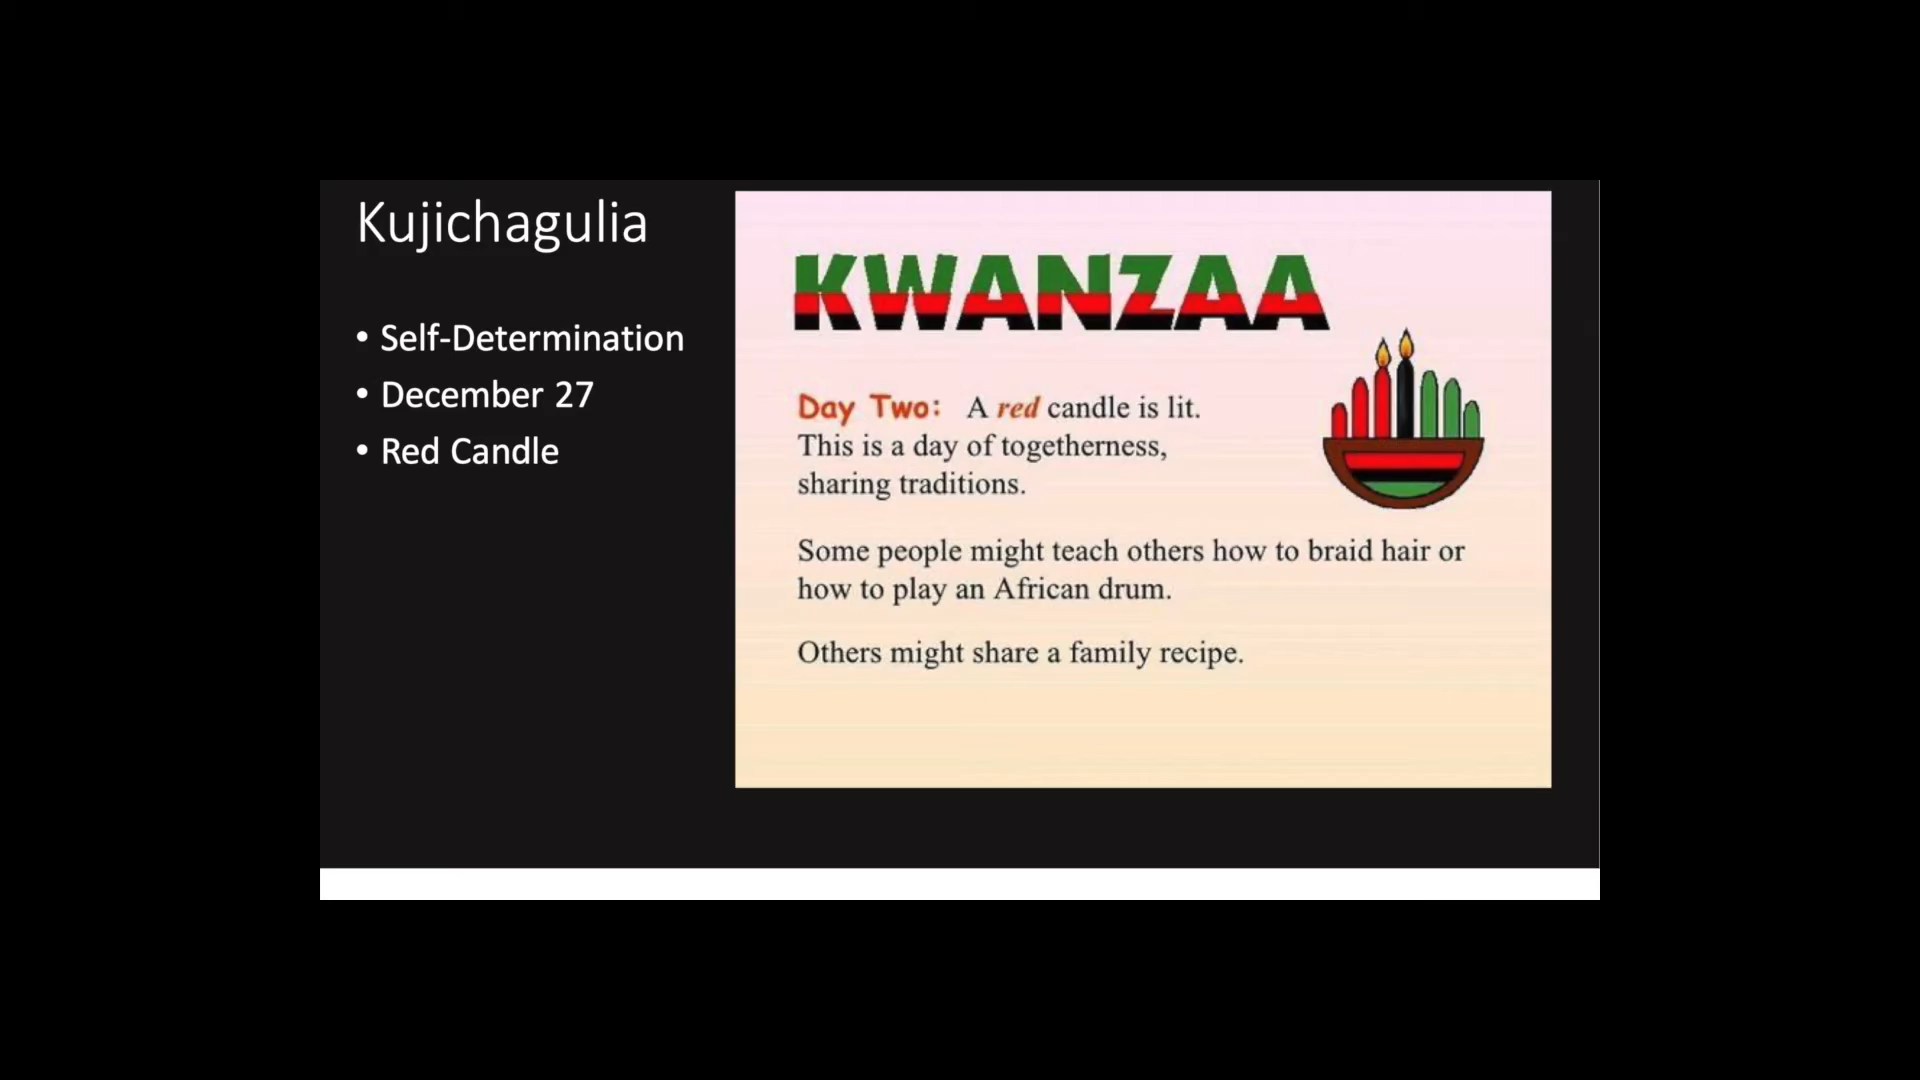 Kujichagulia
• Self-Determination
• December 27
• Red Candle
KWANZAA
Day Two: A red candle is lit.
This is a day of togetherness,
sharing traditions.
Some people might teach others how to braid hair or
how to play an African drum.
Others might share a family recipe.